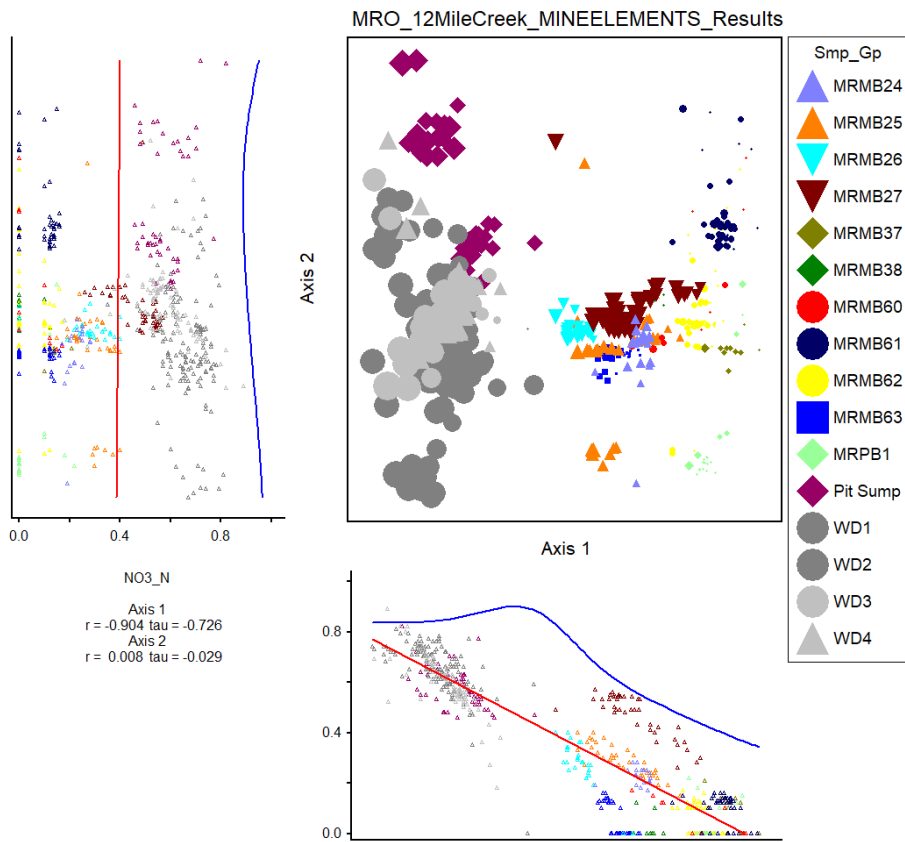 MRO_12MileCreek_MINEELEMENTS_Results
Axis 2
Smp_Gp
MRMB24
MRMB25
MRMB26
MRMB27
MRMB37
MRMB38
MRMB60
MRMB61
MRMB62
MRMB63
MRPB1
Pit Sump
WD1
WD2
WD3
WD4
0.0
0.4
0.8
NO3_N
Axis 1
r = -0.904 tau = -0.726
Axis 2
r = 0.008 tau = -0.029
Axis 1
0.8
0.4
0.0